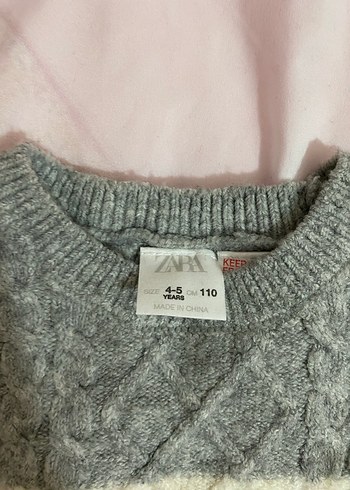 ZARA
SIZE 4-5 YEARS CM 110
MADE IN CHINA
KEEP